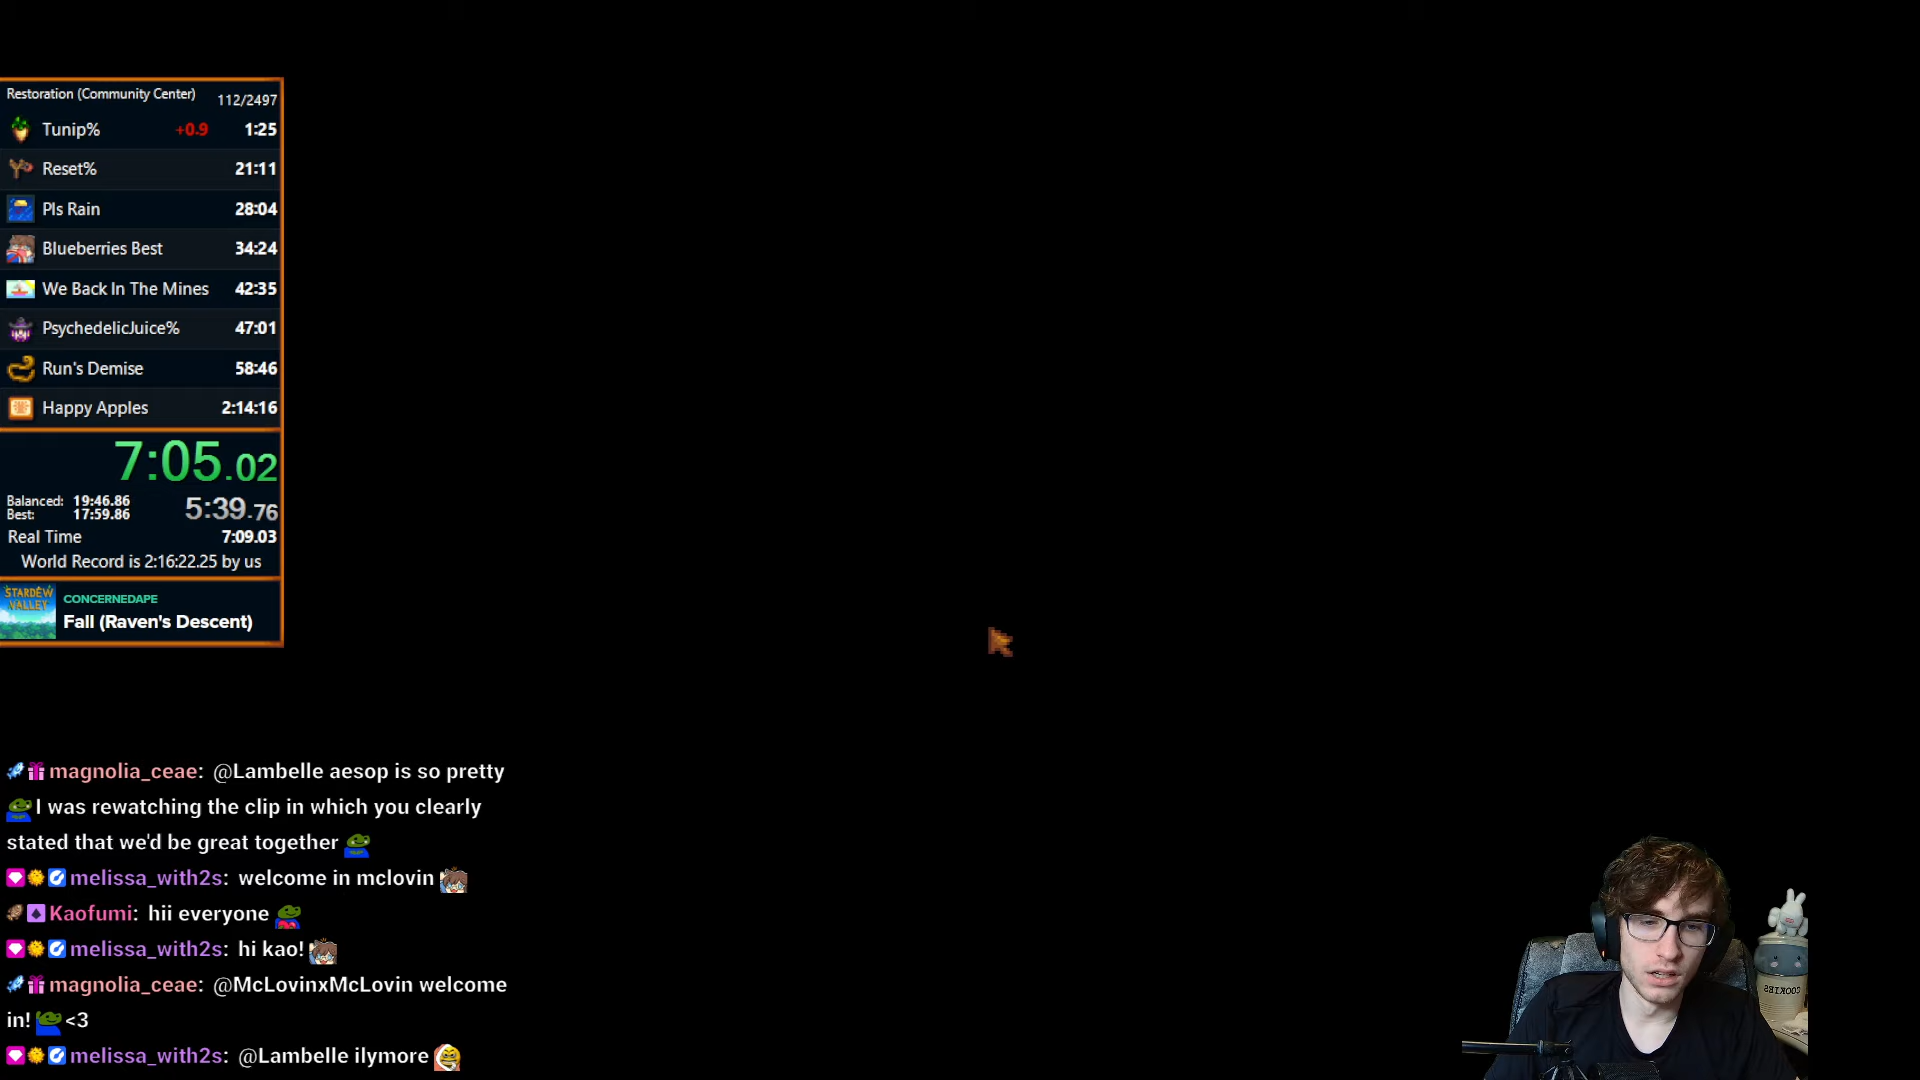 Restoration (Community Center) 112/2497
Tunip% +0.9 1:25
Reset% 21:11
Pls Rain 28:04
Blueberries Best 34:24
We Back In The Mines 42:35
PsychedelicJuice% 47:01
Run's Demise 58:46
Happy Apples 2:14:16
7:05.02
Balanced: 19:46.86
Best: 17:59.86
5:39.76
Real Time 7:09.03
World Record is 2:16:22.25 by us
STARDEW VALLEY
CONCERNEDAPE
Fall (Raven's Descent)
magnolia_ceae: @Lambelle aesop is so pretty
I was rewatching the clip in which you clearly
stated that we'd be great together
melissa_with2s: welcome in mclovin
Kaofumi: hii everyone
melissa_with2s: hi kao!
magnolia_ceae: @McLovinxMcLovin welcome
in! <3
melissa_with2s: @Lambelle ilymore
COOKIES